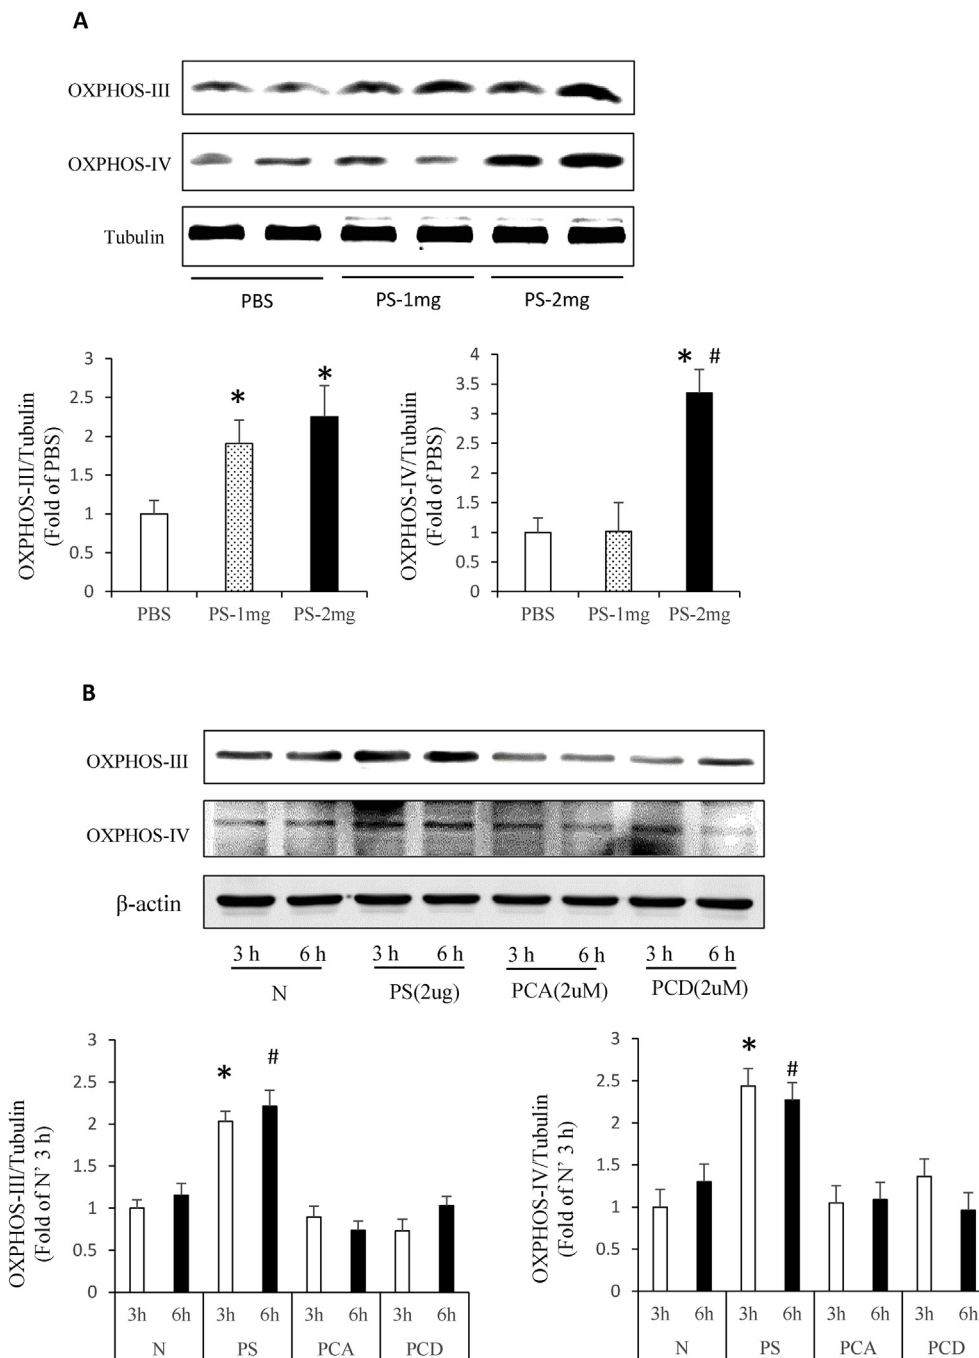 A
OXPHOS-III
OXPHOS-IV
Tubulin
PBS PS-1mg PS-2mg
OXPHOS-III/Tubulin
(Fold of PBS)
3
2.5
2
1
0.5
0
* *
PBS PS-1mg PS-2mg
OXPHOS-IV/Tubulin
(Fold of PBS)
4
3.5
3
2.5
2
1
0.5
0
* #
PBS PS-1mg PS-2mg
B
OXPHOS-III
OXPHOS-IV
β-actin
3 h 6 h 3 h 6 h 3 h 6 h 3 h 6 h
N PS(2ug) PCA(2uM) PCD(2uM)
OXPHOS-III/Tubulin
(Fold of N’ 3 h)
3
2.5
2
1.5
1
0.5
0
* #
3h 6h 3h 6h 3h 6h 3h 6h
N PS PCA PCD
OXPHOS-IV/Tubulin
(Fold of N’ 3 h)
3
2.5
2
1.5
1
0.5
0
* #
3h 6h 3h 6h 3h 6h 3h 6h
N PS PCA PCD